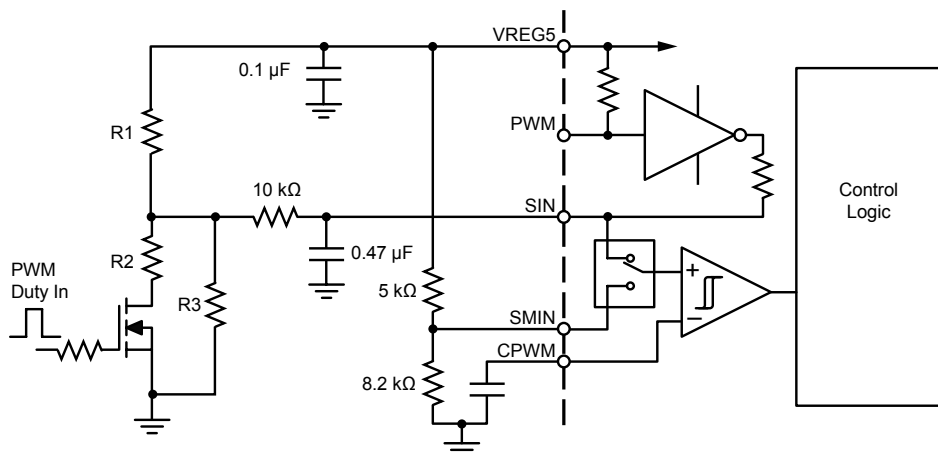 VREG5
0.1 µF
R1
PWM
10 kΩ
SIN
Control
Logic
R2
0.47 µF
PWM
Duty In
R3
5 kΩ
+
SMIN
−
CPWM
8.2 kΩ